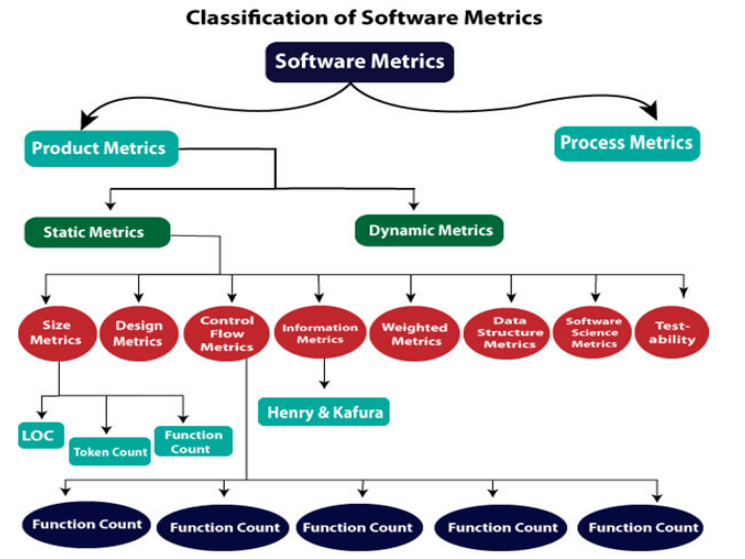 Classification of Software Metrics
Software Metrics
Product Metrics
Process Metrics
Static Metrics
Dynamic Metrics
Size
Metrics
Design
Metrics
Control
Flow
Metrics
Information
Metrics
Weighted
Metrics
Data
Structure
Metrics
Software
Science
Metrics
Test-
ability
Henry & Kafura
LOC
Token Count
Function
Count
Function Count
Function Count
Function Count
Function Count
Function Count